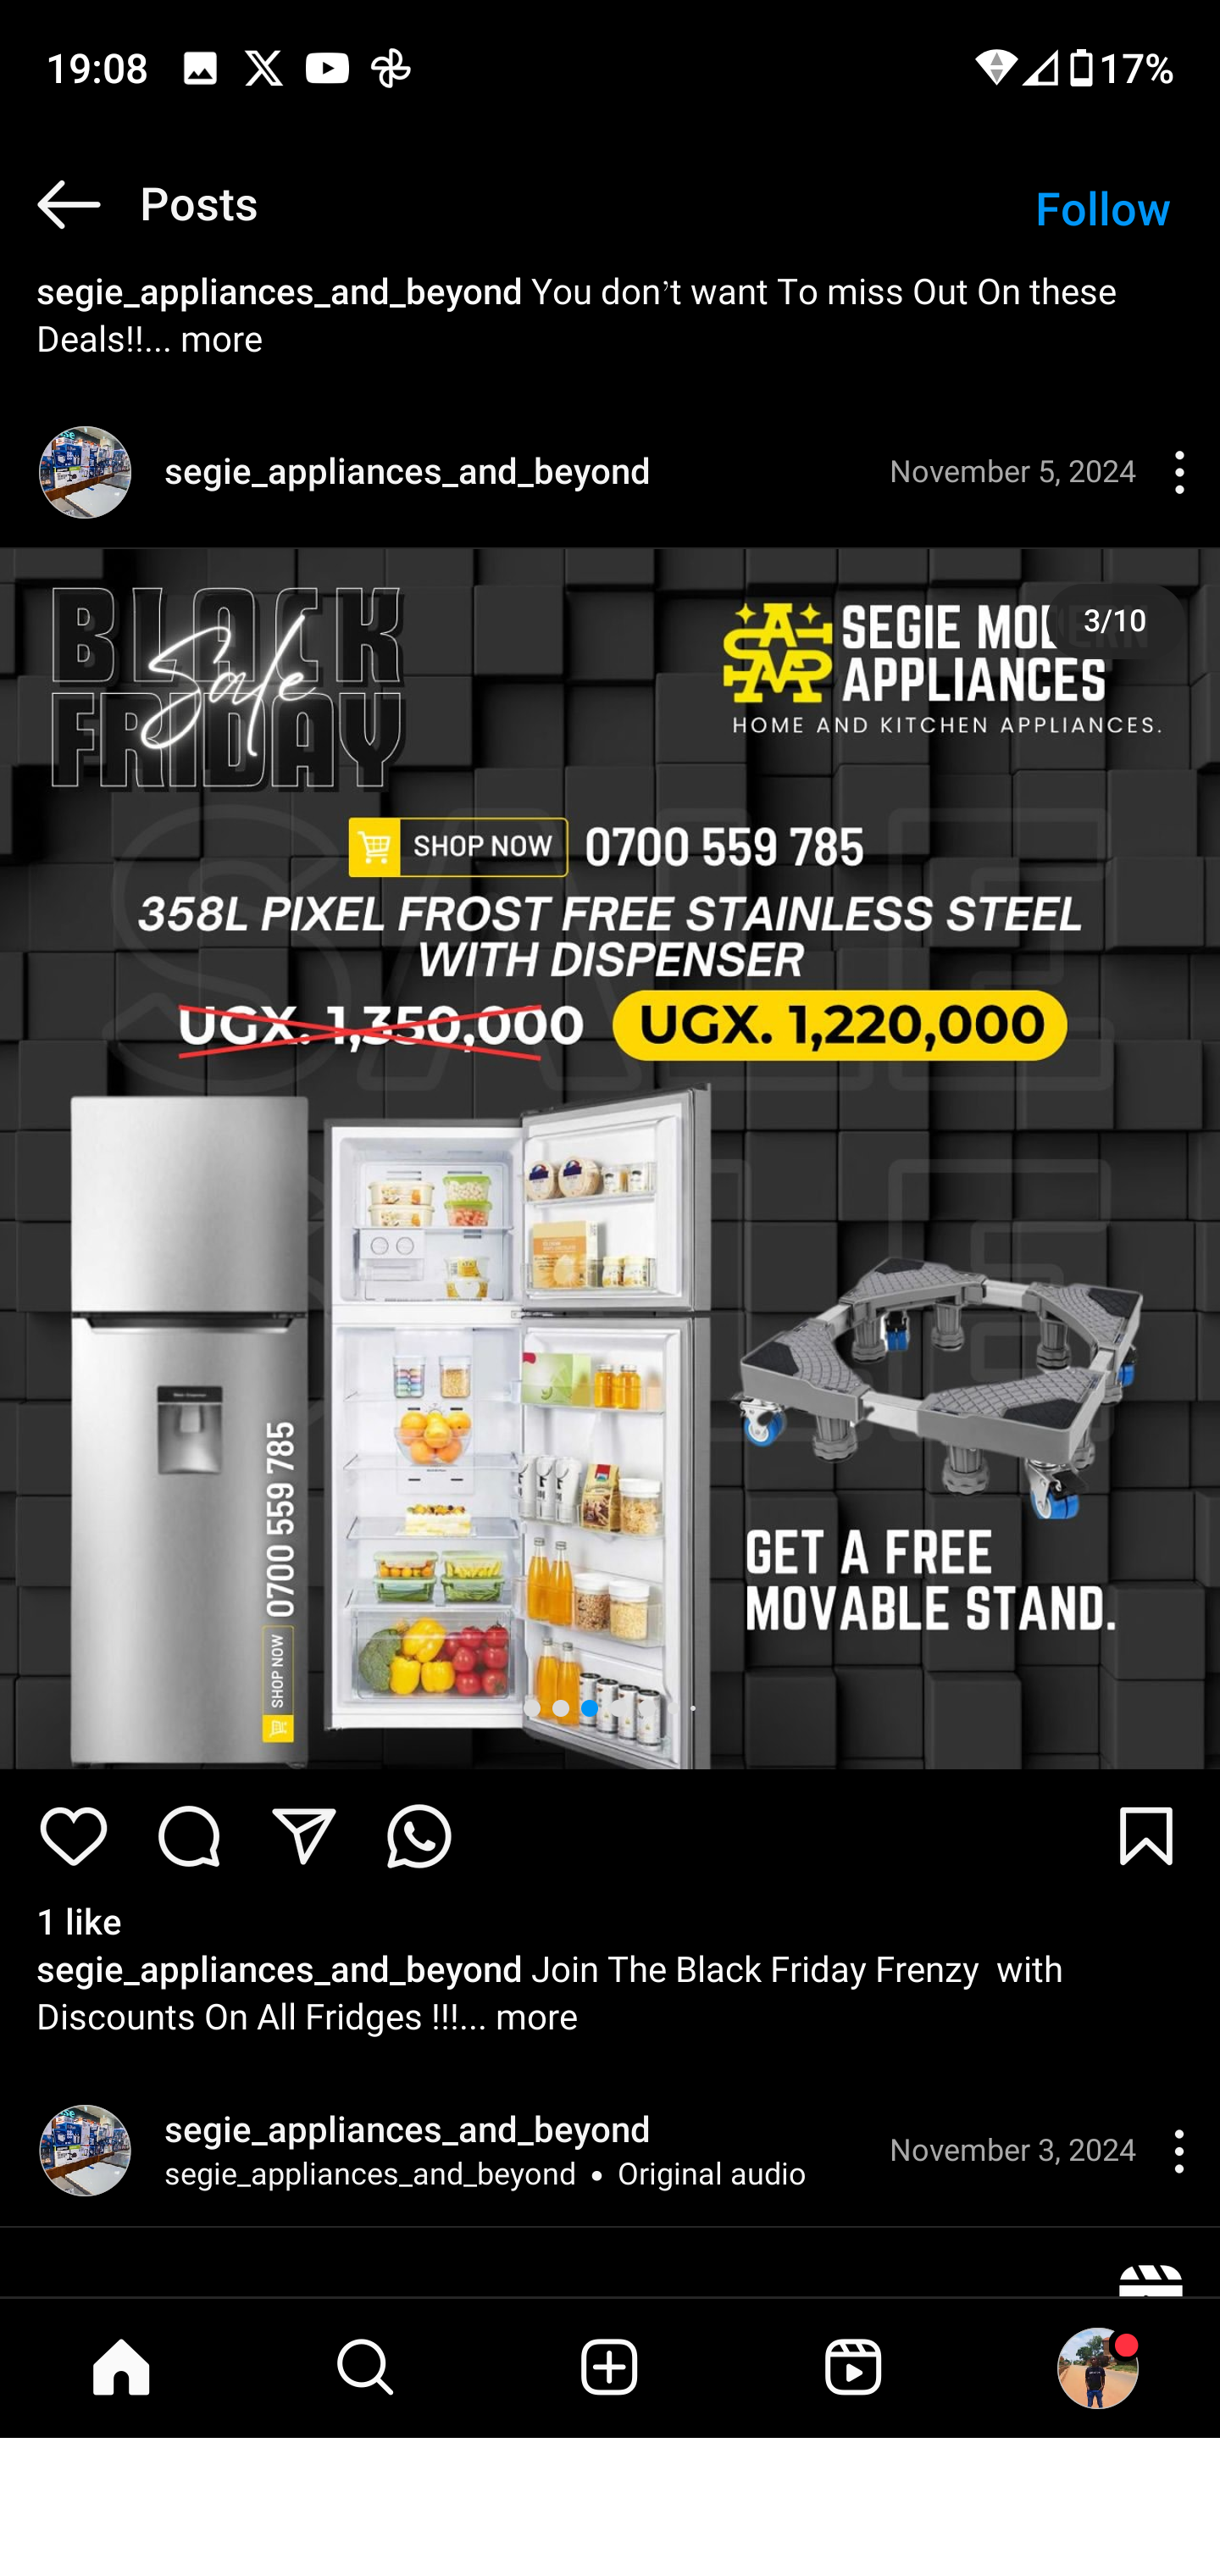 19:08
17%
Posts
Follow
segie_appliances_and_beyond You don't want To miss Out On these
Deals!!... more
segie_appliances_and_beyond
November 5, 2024
BLACK
Sale
FRIDAY
3/10
SEGIE MODERN
APPLIANCES
HOME AND KITCHEN APPLIANCES.
SHOP NOW 0700 559 785
358L PIXEL FROST FREE STAINLESS STEEL
WITH DISPENSER
UGX. 1,350,000 UGX. 1,220,000
SALE
SHOP NOW 0700 559 785
GET A FREE
MOVABLE STAND.
1 like
segie_appliances_and_beyond Join The Black Friday Frenzy with
Discounts On All Fridges !!!... more
segie_appliances_and_beyond
segie_appliances_and_beyond • Original audio
November 3, 2024